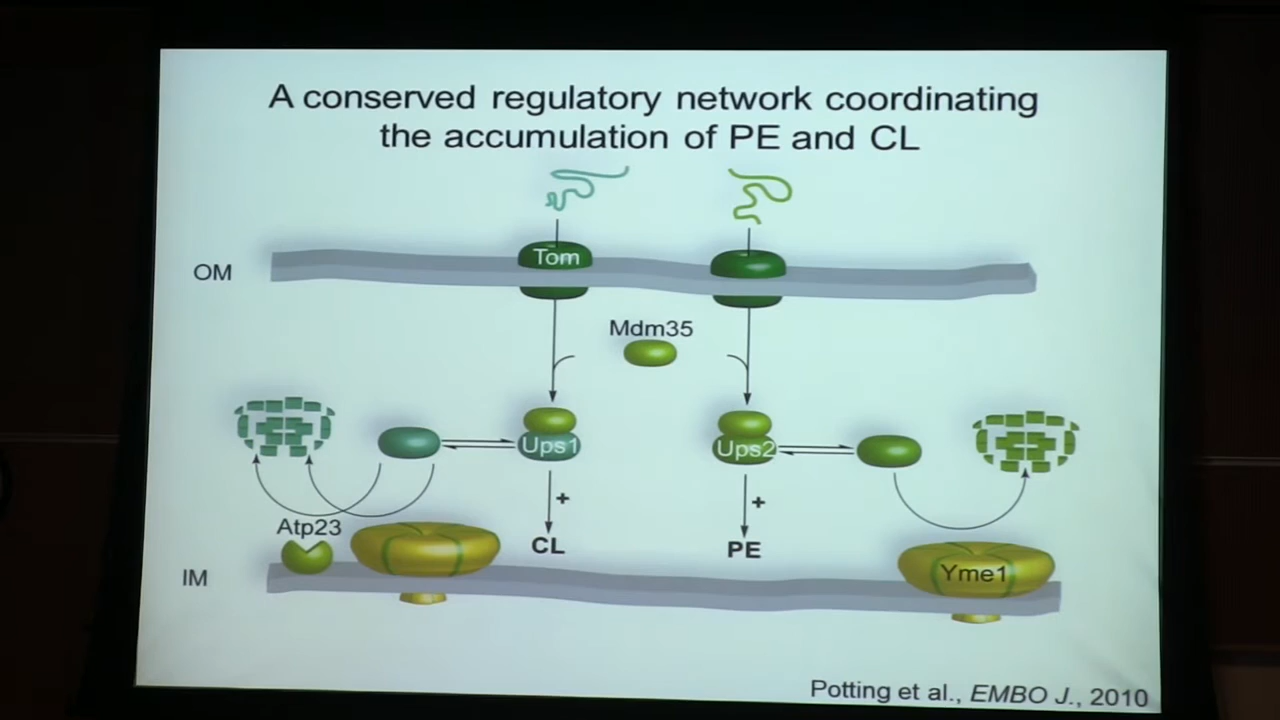 A conserved regulatory network coordinating
the accumulation of PE and CL
Tom
OM
Mdm35
Ups1
Ups2
+
+
Atp23
CL
PE
Yme1
IM
Potting et al., EMBO J., 2010